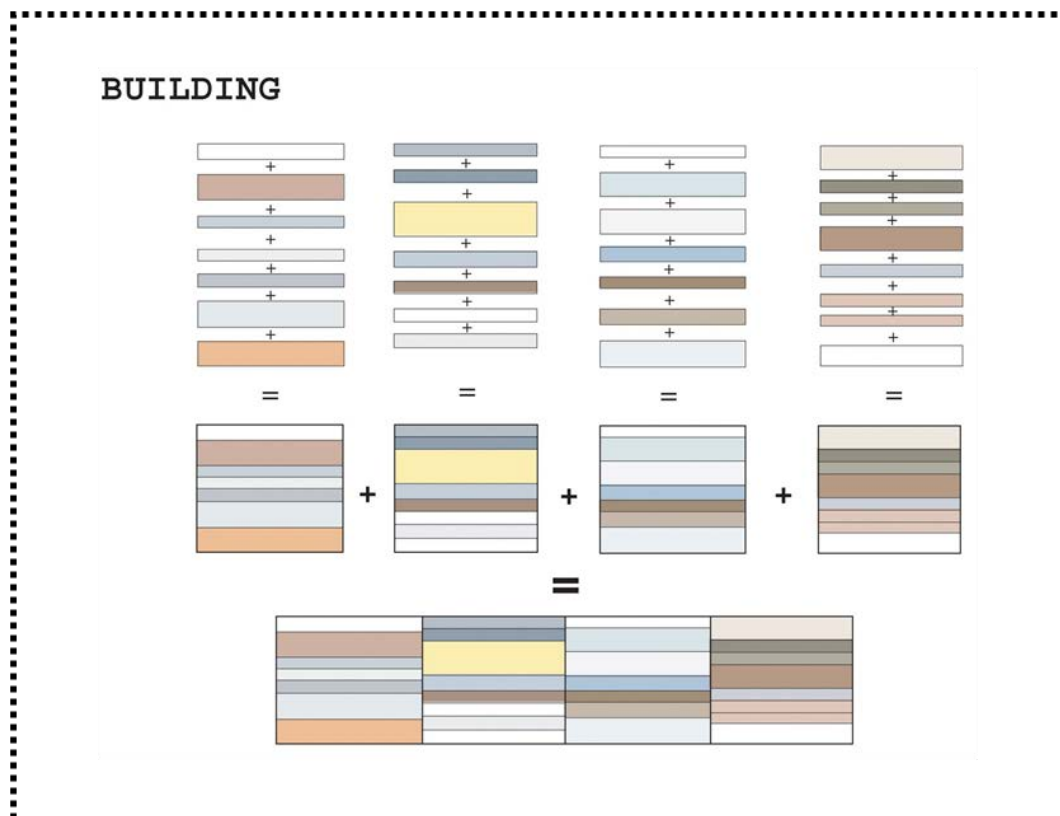 BUILDING
+ + + +
+ + + +
+ + + +
+ + + +
+ + + +
+ + + +
+
= = = =
+ + +
=